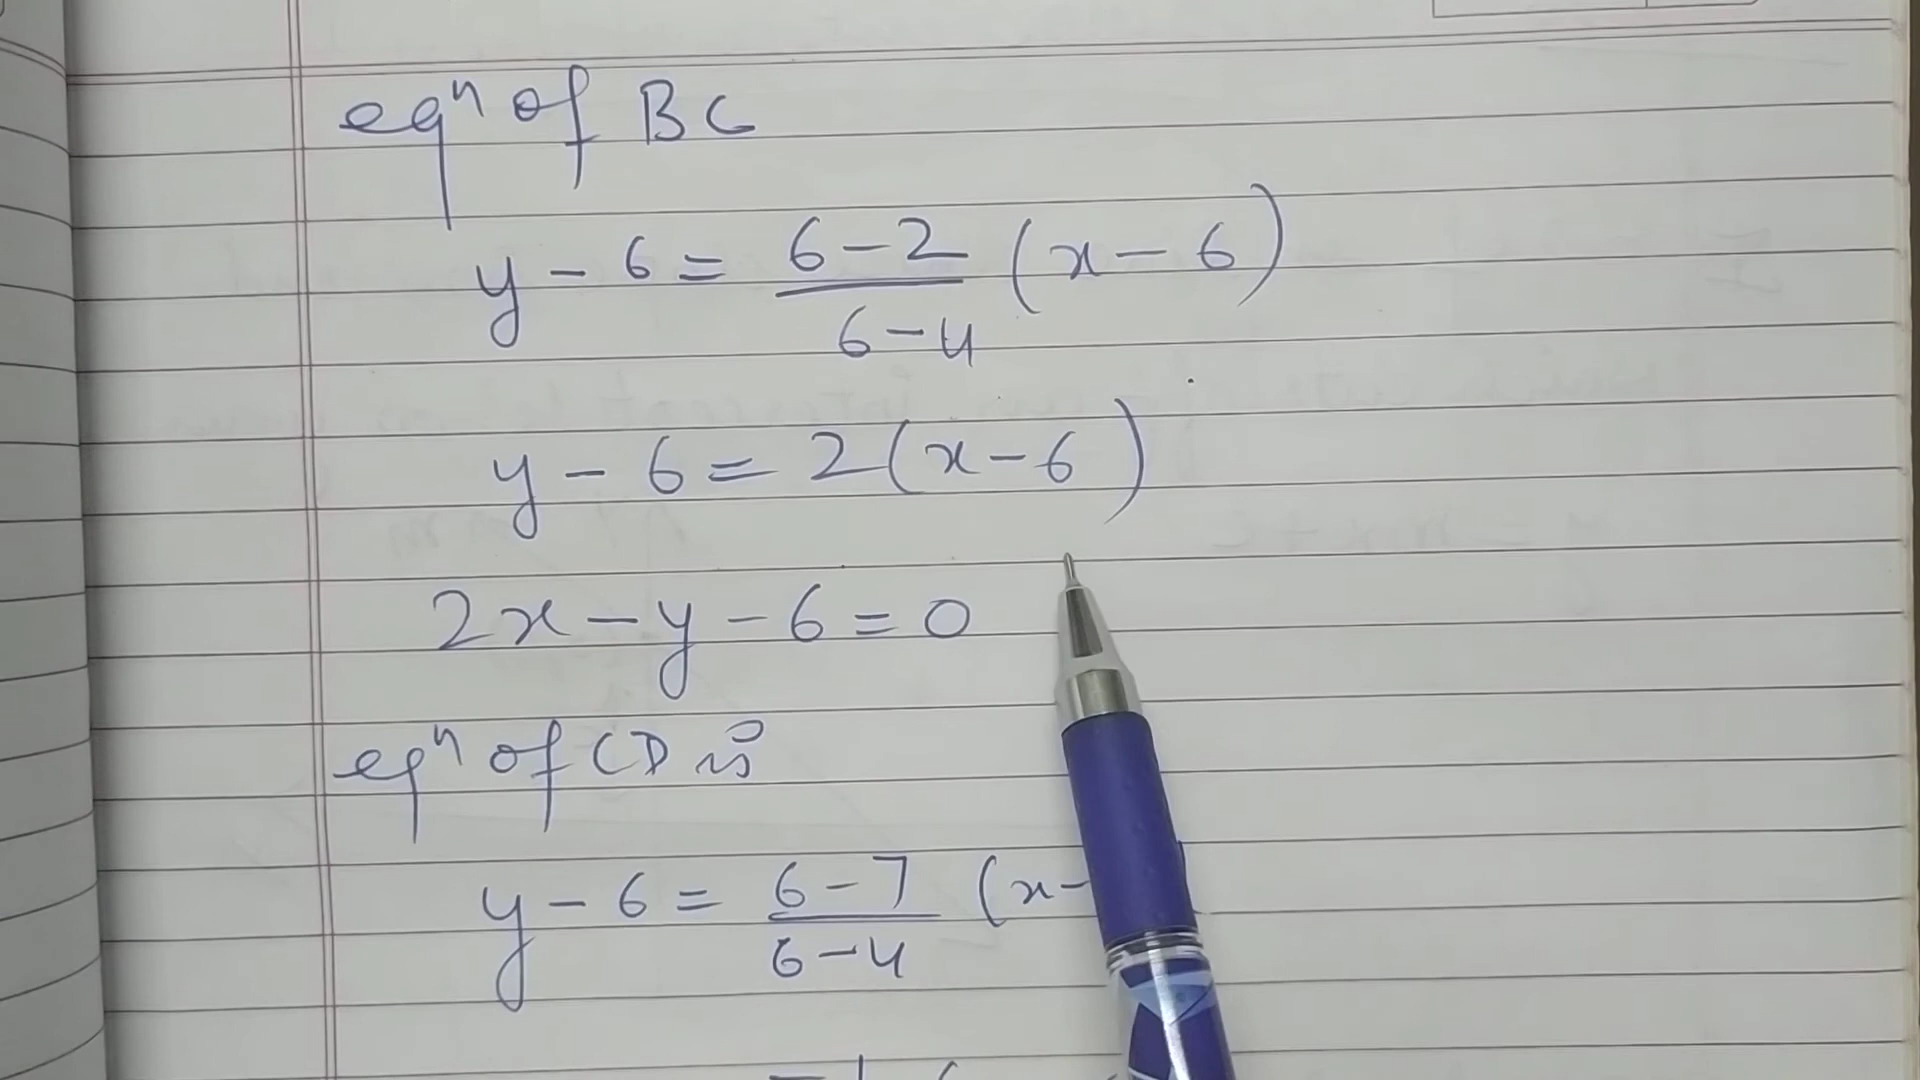 eqⁿ of BC
y - 6 = 6-2/6-4 (x - 6)
y - 6 = 2(x-6)
2x - y - 6 = 0
eqⁿ of CD is
y - 6 = 6-7/6-4 (x-